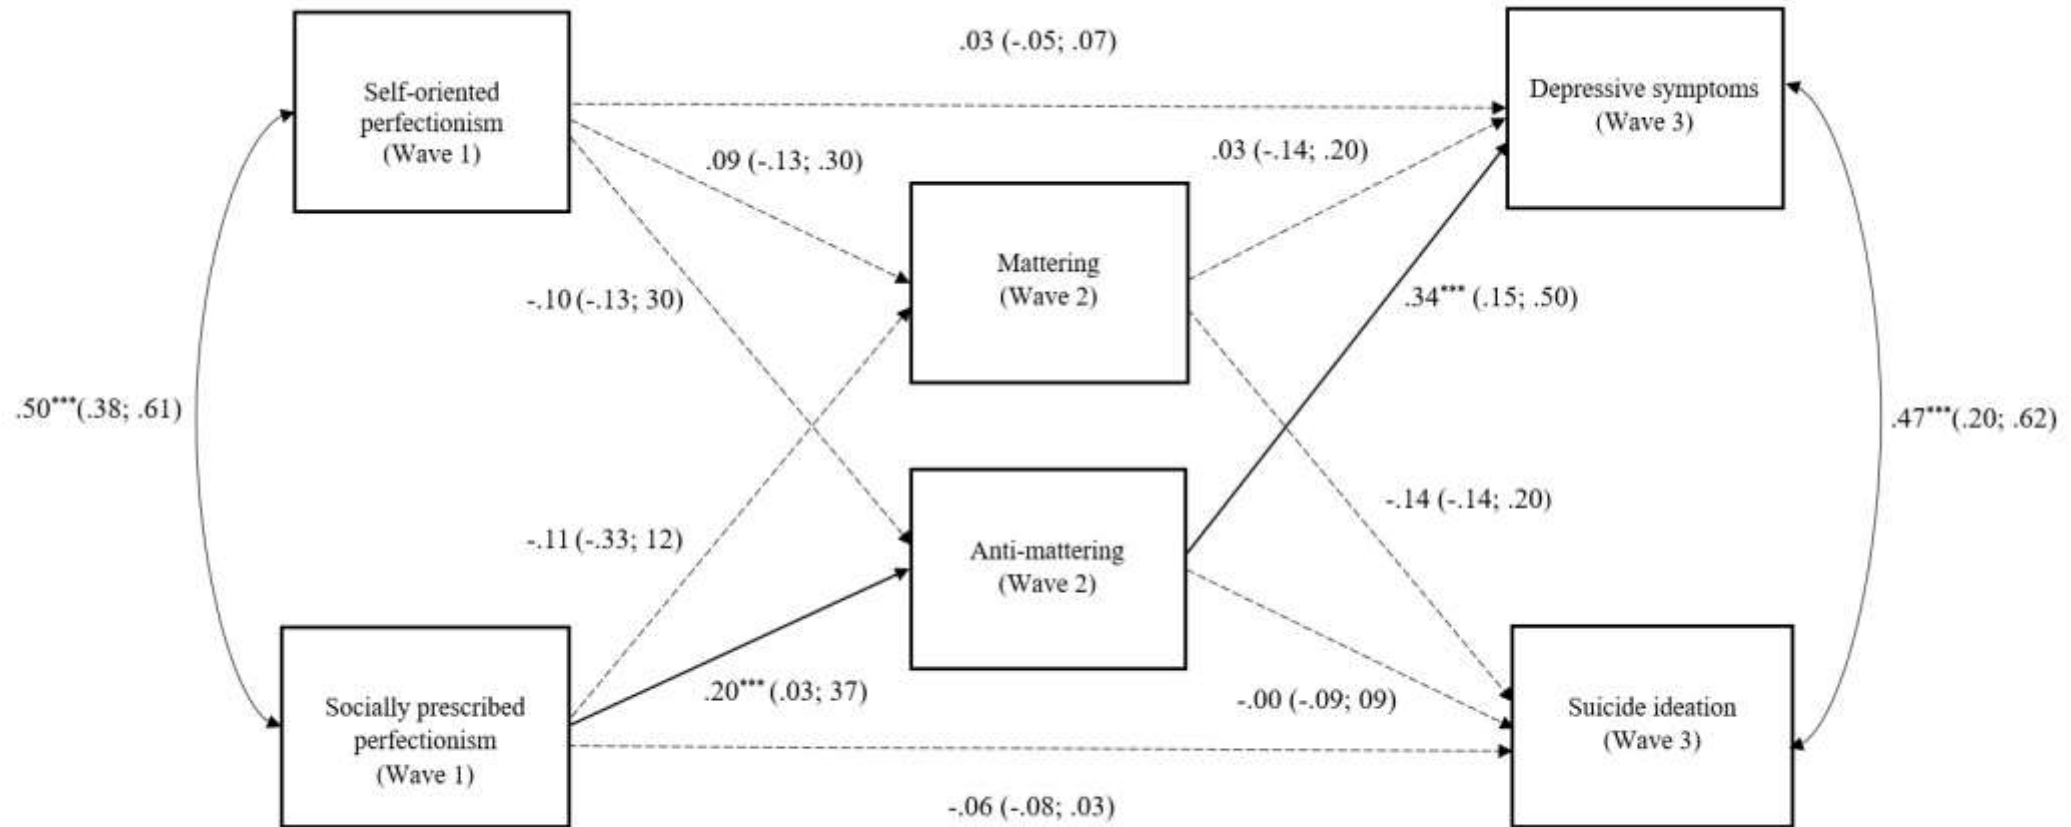 .03 (-.05; .07)
Self-oriented
perfectionism
(Wave 1)
Depressive symptoms
(Wave 3)
.09 (-.13; .30)
.03 (-.14; .20)
Mattering
(Wave 2)
-.10 (-.13; 30)
.34*** (.15; .50)
.50***(.38; .61)
.47***(.20; .62)
-.14 (-.14; .20)
-.11 (-.33; 12)
Anti-mattering
(Wave 2)
.20*** (.03; 37)
-.00 (-.09; 09)
Socially prescribed
perfectionism
(Wave 1)
Suicide ideation
(Wave 3)
-.06 (-.08; .03)